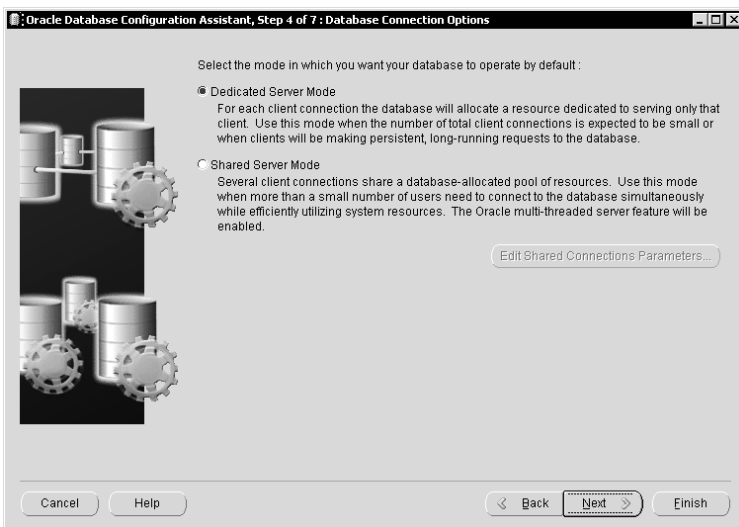 Oracle Database Configuration Assistant, Step 4 of 7 : Database Connection Options
Select the mode in which you want your database to operate by default :
Dedicated Server Mode
For each client connection the database will allocate a resource dedicated to serving only that
client. Use this mode when the number of total client connections is expected to be small or
when clients will be making persistent, long-running requests to the database.
Shared Server Mode
Several client connections share a database-allocated pool of resources. Use this mode
when more than a small number of users need to connect to the database simultaneously
while efficiently utilizing system resources. The Oracle multi-threaded server feature will be
enabled.
Edit Shared Connections Parameters...
Cancel Help Back Next Finish